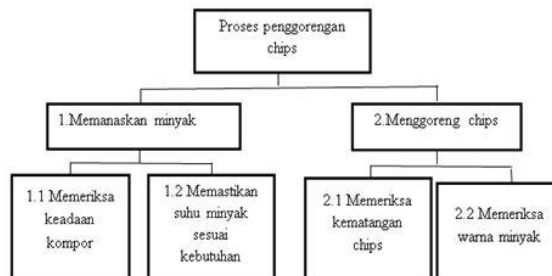 Proses penggorengan
chips
1.Memanaskan minyak
2.Menggoreng chips
1.1 Memeriksa
keadaan
kompor
1.2 Memastikan
suhu minyak
sesuai
kebutuhan
2.1 Memeriksa
kematangan
chips
2.2 Memeriksa
warna minyak